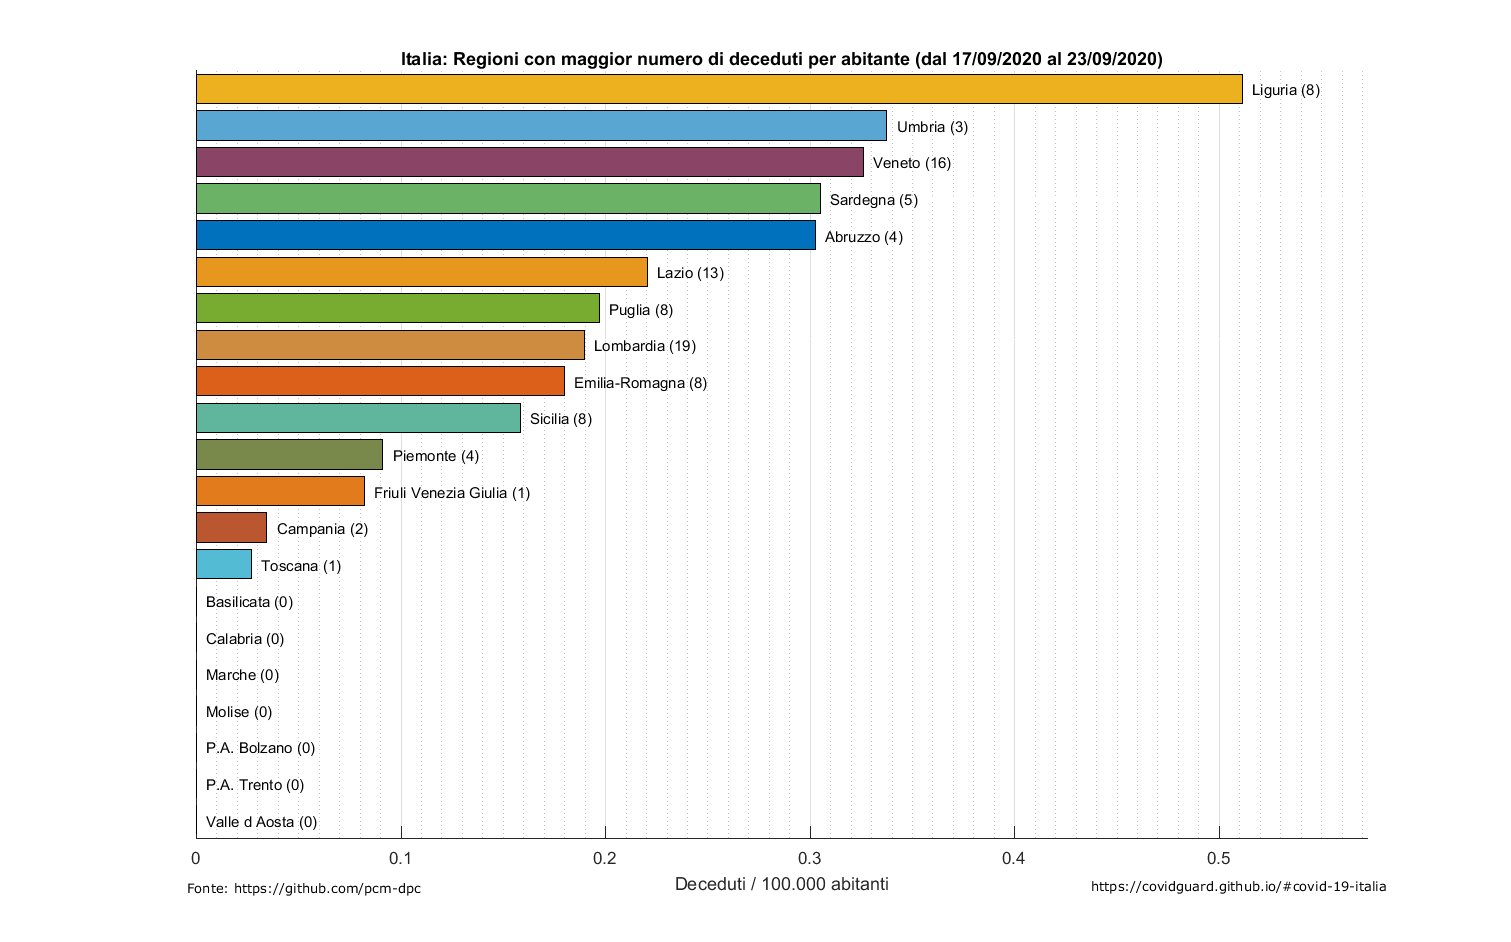 Italia: Regioni con maggior numero di deceduti per abitante (dal 17/09/2020 al 23/09/2020)
Liguria (8)
Umbria (3)
Veneto (16)
Sardegna (5)
Abruzzo (4)
Lazio (13)
Puglia (8)
Lombardia (19)
Emilia-Romagna (8)
Sicilia (8)
Piemonte (4)
Friuli Venezia Giulia (1)
Campania (2)
Toscana (1)
Basilicata (0)
Calabria (0)
Marche (0)
Molise (0)
P.A. Bolzano (0)
P.A. Trento (0)
Valle d Aosta (0)
0 0.1 0.2 0.3 0.4 0.5
Deceduti / 100.000 abitanti
Fonte: https://github.com/pcm-dpc
https://covidguard.github.io/#covid-19-italia